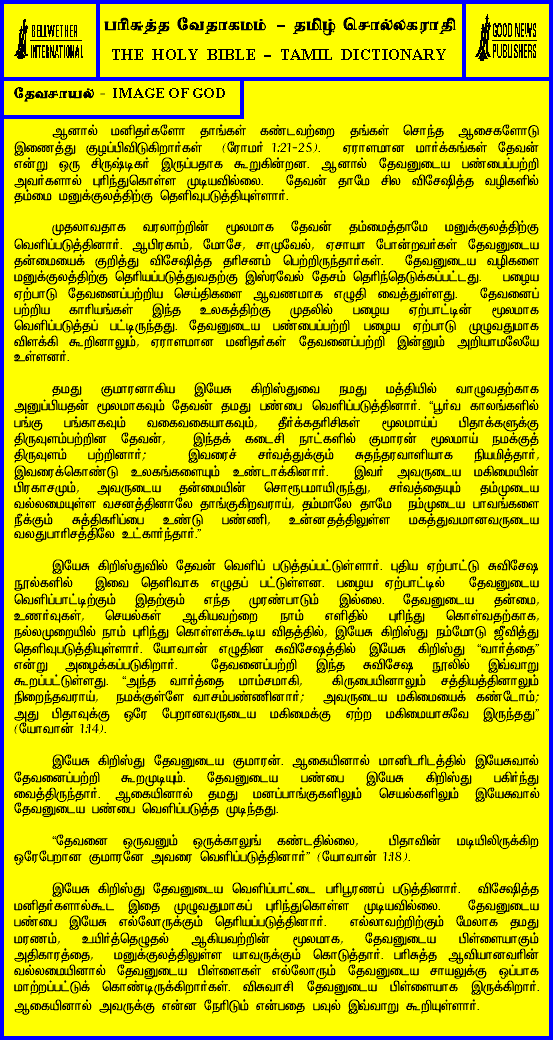 BELLWETHER
INTERNATIONAL
பரிசுத்த வேதாகமம் – தமிழ் சொல்லகராதி
THE HOLY BIBLE – TAMIL DICTIONARY
GOOD NEWS
PUBLISHERS
தேவசாயல் – IMAGE OF GOD
ஆனால் மனிதர்களோ தாங்கள் கண்டவற்றை தங்கள் சொந்த ஆசைகளோடு
இணைத்து குழப்பிவிடுகிறார்கள் (ரோமர் 1:21-25). ஏராளமான மார்க்கங்கள் தேவன்
என்று ஒரு சிருஷ்டிகர் இருப்பதாக கூறுகின்றன. ஆனால் தேவனுடைய பண்பைப்பற்றி
அவர்களால் புரிந்துகொள்ள முடியவில்லை. தேவன் தாமே சில விசேஷித்த வழிகளில்
தம்மை மனுக்குலத்திற்கு தெளிவுபடுத்தியுள்ளார்.
முதலாவதாக வரலாற்றின் மூலமாக தேவன் தம்மைத்தாமே மனுக்குலத்திற்கு
வெளிப்படுத்தினார். ஆபிரகாம், மோசே, சாமுவேல், ஏசாயா போன்றவர்கள் தேவனுடைய
தன்மையைக் குறித்து விசேஷித்த தரிசனம் பெற்றிருந்தார்கள். தேவனுடைய வழிகளை
மனுக்குலத்திற்கு தெரியப்படுத்துவதற்கு இஸ்ரவேல் தேசம் தெரிந்தெடுக்கப்பட்டது. பழைய
ஏற்பாடு தேவனைப்பற்றிய செய்திகளை ஆவணமாக எழுதி வைத்துள்ளது. தேவனைப்
பற்றிய காரியங்கள் இந்த உலகத்திற்கு முதலில் பழைய ஏற்பாட்டின் மூலமாக
வெளிப்படுத்தப் பட்டிருந்தது. தேவனுடைய பண்பைப்பற்றி பழைய ஏற்பாடு முழுவதுமாக
விளக்கி கூறினாலும், ஏராளமான மனிதர்கள் தேவனைப்பற்றி இன்னும் அறியாமலேயே
உள்ளனர்.
தமது குமாரனாகிய இயேசு கிறிஸ்துவை நமது மத்தியில் வாழுவதற்காக
அனுப்பியதன் மூலமாகவும் தேவன் தமது பண்பை வெளிப்படுத்தினார். “பூர்வ காலங்களில்
பங்கு பங்காகவும் வகைவகையாகவும், தீர்க்கதரிசிகள் மூலமாய்ப் பிதாக்களுக்கு
திருவுளம்பற்றின தேவன், இந்தக் கடைசி நாட்களில் குமாரன் மூலமாய் நமக்குத்
திருவுளம் பற்றினார்; இவரைச் சர்வத்துக்கும் சுதந்தரவாளியாக நியமித்தார்,
இவரைக்கொண்டு உலகங்களையும் உண்டாக்கினார். இவர் அவருடைய மகிமையின்
பிரகாசமும், அவருடைய தன்மையின் சொரூபமாயிருந்து, சர்வத்தையும் தம்முடைய
வல்லமையுள்ள வசனத்தினாலே தாங்குகிறவராய், தம்மாலே தாமே நம்முடைய பாவங்களை
நீக்கும் சுத்திகரிப்பை உண்டு பண்ணி, உன்னதத்திலுள்ள மகத்துவமானவருடைய
வலதுபாரிசத்திலே உட்கார்ந்தார்.”
இயேசு கிறிஸ்துவில் தேவன் வெளிப் படுத்தப்பட்டுள்ளார். புதிய ஏற்பாட்டு சுவிசேஷ
நூல்களில் இவை தெளிவாக எழுதப் பட்டுள்ளன. பழைய ஏற்பாட்டில் தேவனுடைய
வெளிப்பாட்டிற்கும் இதற்கும் எந்த முரண்பாடும் இல்லை. தேவனுடைய தன்மை,
உணர்வுகள், செயல்கள் ஆகியவற்றை நாம் எளிதில் புரிந்து கொள்வதற்காக,
நல்லமுறையில் நாம் புரிந்து கொள்ளக்கூடிய விதத்தில், இயேசு கிறிஸ்து நம்மோடு ஜீவித்து
தெளிவுபடுத்தியுள்ளார். யோவான் எழுதின சுவிசேஷத்தில் இயேசு கிறிஸ்து “வார்த்தை”
என்று அழைக்கப்படுகிறார். தேவனைப்பற்றி இந்த சுவிசேஷ நூலில் இவ்வாறு
கூறப்பட்டுள்ளது. “அந்த வார்த்தை மாம்சமாகி, கிருபையினாலும் சத்தியத்தினாலும்
நிறைந்தவராய், நமக்குள்ளே வாசம்பண்ணினார்; அவருடைய மகிமையைக் கண்டோம்;
அது பிதாவுக்கு ஒரே பேறானவருடைய மகிமைக்கு ஏற்ற மகிமையாகவே இருந்தது”
(யோவான் 1:14).
இயேசு கிறிஸ்து தேவனுடைய குமாரன். ஆகையினால் மானிடரிடத்தில் இயேசுவால்
தேவனைப்பற்றி கூறமுடியும். தேவனுடைய பண்பை இயேசு கிறிஸ்து பகிர்ந்து
வைத்திருந்தார். ஆகையினால் தமது மனப்பாங்குகளிலும் செயல்களிலும் இயேசுவால்
தேவனுடைய பண்பை வெளிப்படுத்த முடிந்தது.
“தேவனை ஒருவனும் ஒருக்காலுங் கண்டதில்லை, பிதாவின் மடியிலிருக்கிற
ஒரேபேறான குமாரனே அவரை வெளிப்படுத்தினார்” (யோவான் 1:18).
இயேசு கிறிஸ்து தேவனுடைய வெளிப்பாட்டை பரிபூரணப் படுத்தினார். விசேஷித்த
மனிதர்களால்கூட இதை முழுவதுமாகப் புரிந்துகொள்ள முடியவில்லை. தேவனுடைய
பண்பை இயேசு எல்லோருக்கும் தெரியப்படுத்தினார். எல்லாவற்றிற்கும் மேலாக தமது
மரணம், உயிர்த்தெழுதல் ஆகியவற்றின் மூலமாக, தேவனுடைய பிள்ளையாகும்
அதிகாரத்தை, மனுக்குலத்திலுள்ள யாவருக்கும் கொடுத்தார். பரிசுத்த ஆவியானவரின்
வல்லமையினால் தேவனுடைய பிள்ளைகள் எல்லோரும் தேவனுடைய சாயலுக்கு ஒப்பாக
மாற்றப்பட்டுக் கொண்டிருக்கிறார்கள். விசுவாசி தேவனுடைய பிள்ளையாக இருக்கிறார்.
ஆகையினால் அவருக்கு என்ன நேரிடும் என்பதை பவுல் இவ்வாறு கூறியுள்ளார்.